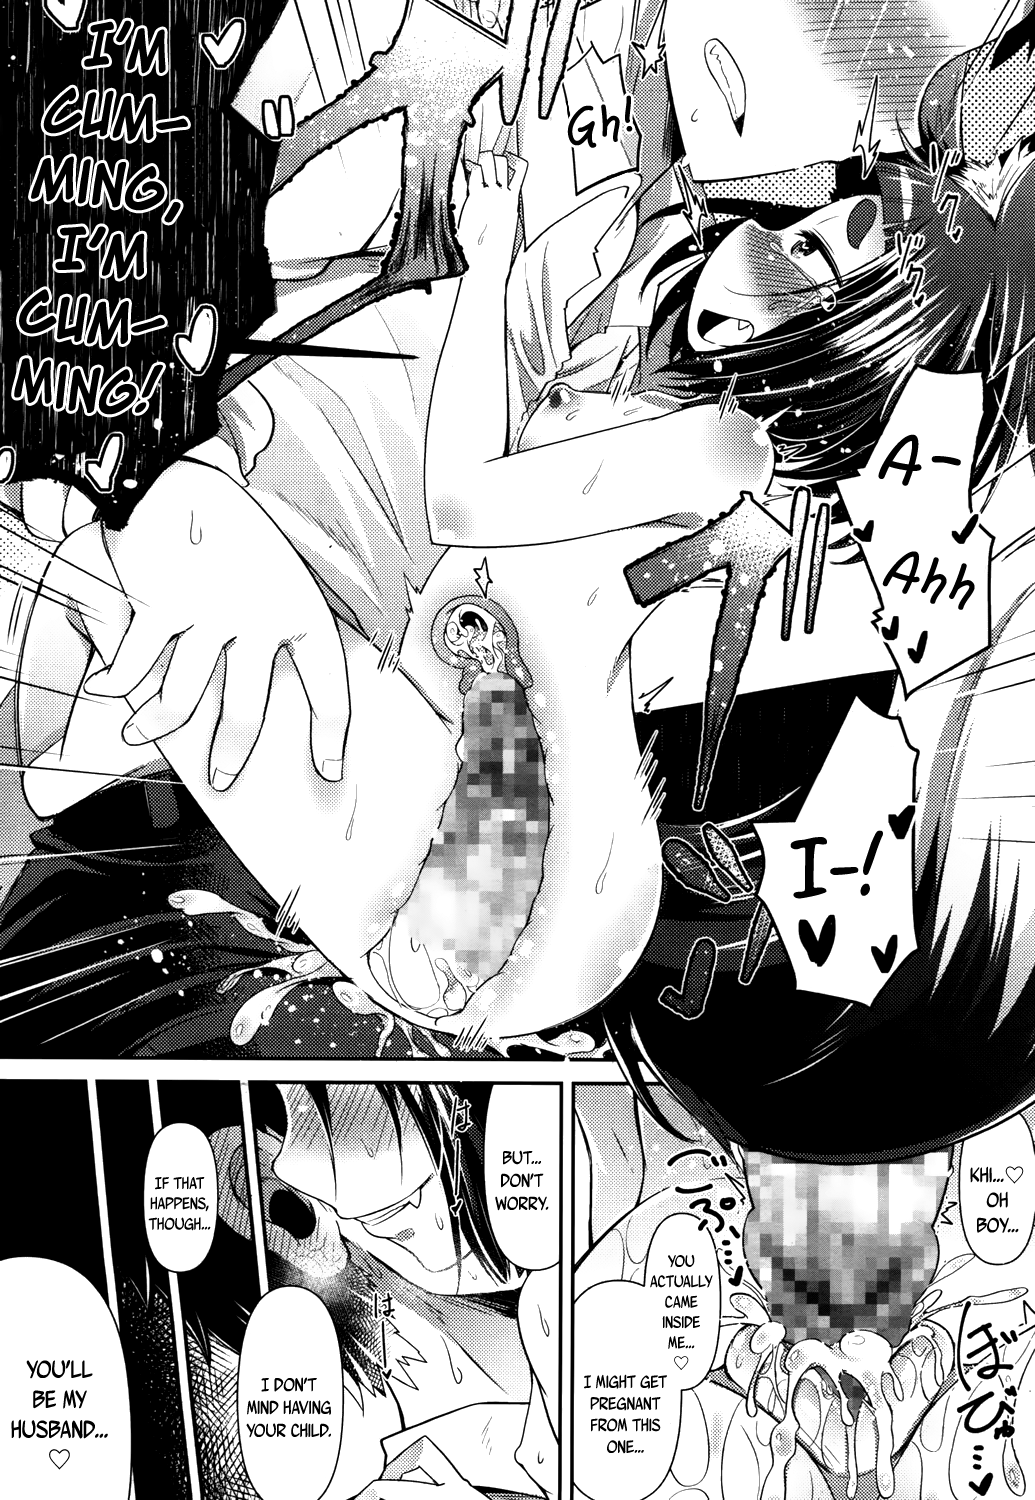 Gh!
A-
Ahh
I-!
I'M
CUM-
MING,
I'M
CUM-
MING!
KHI...♡
OH
BOY...
YOU
ACTUALLY
CAME
INSIDE
ME...
♡
I MIGHT GET
PREGNANT
FROM THIS
ONE...
BUT...
DON'T
WORRY.
IF THAT
HAPPENS,
THOUGH...
I DON'T
MIND HAVING
YOUR CHILD.
YOU'LL
BE MY
HUSBAND...
♡